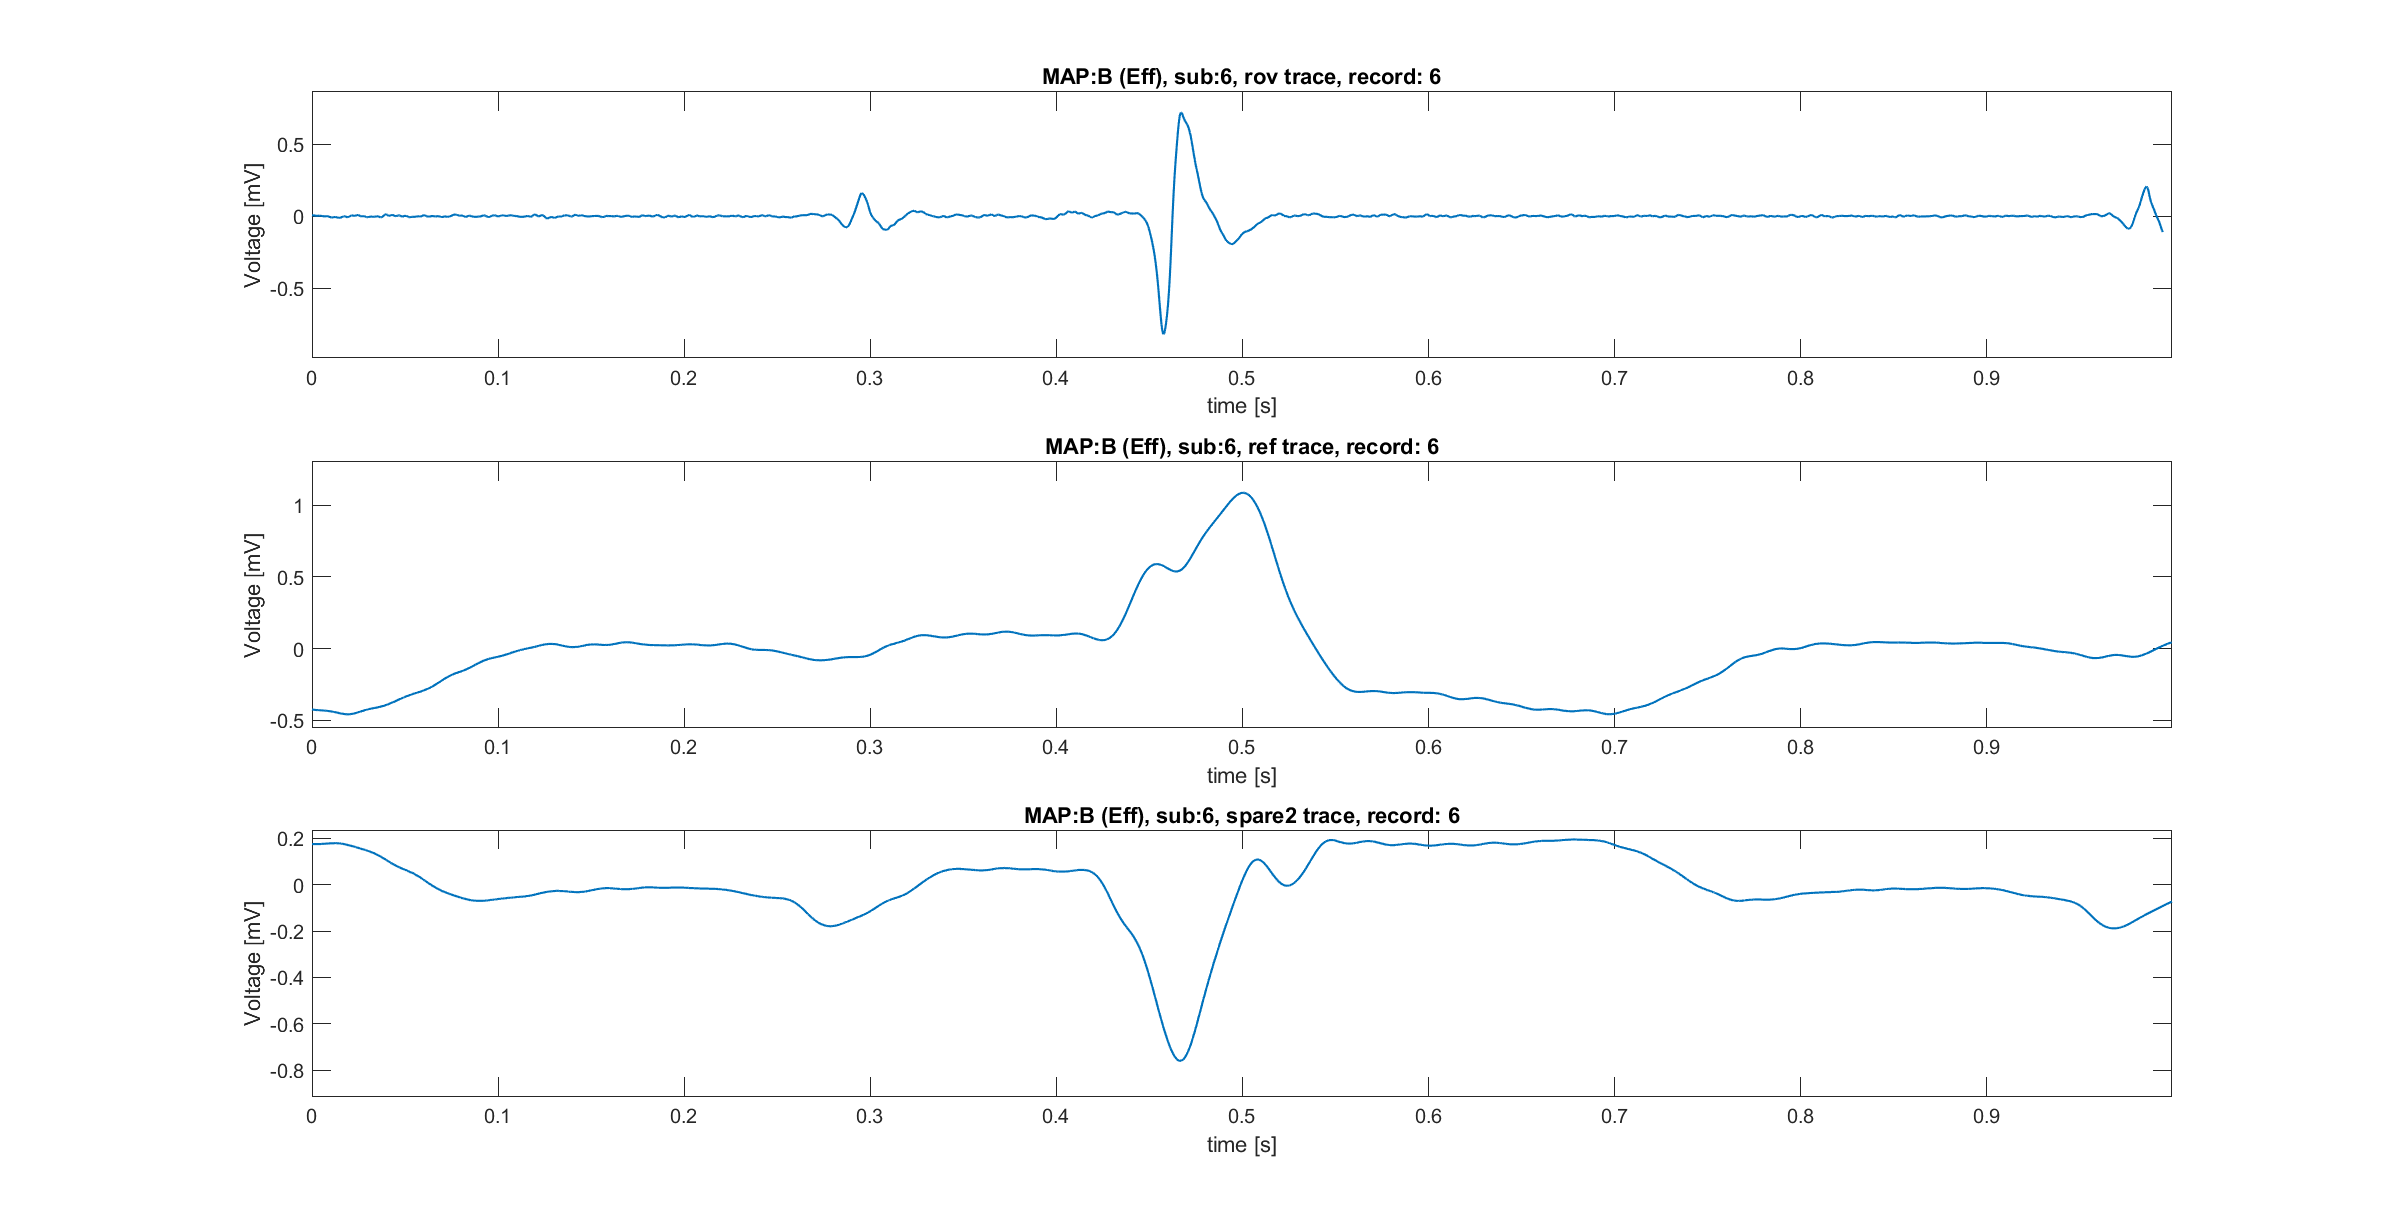 MAP:B (Eff), sub:6, rov trace, record: 6
Voltage [mV]
0.5
0
-0.5
0 0.1 0.2 0.3 0.4 0.5 0.6 0.7 0.8 0.9
time [s]
MAP:B (Eff), sub:6, ref trace, record: 6
Voltage [mV]
1
0.5
0
-0.5
0 0.1 0.2 0.3 0.4 0.5 0.6 0.7 0.8 0.9
time [s]
MAP:B (Eff), sub:6, spare2 trace, record: 6
Voltage [mV]
0.2
0
-0.2
-0.4
-0.6
-0.8
0 0.1 0.2 0.3 0.4 0.5 0.6 0.7 0.8 0.9
time [s]